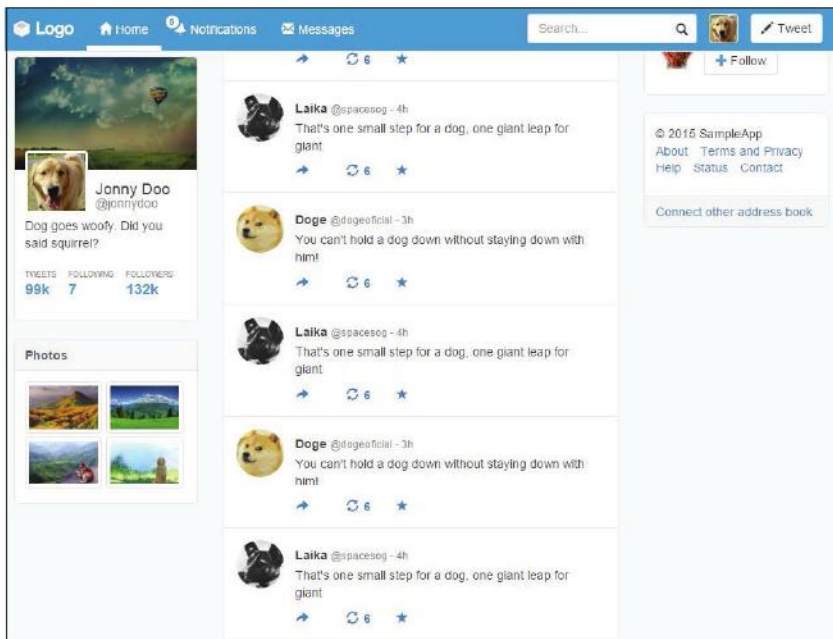 Logo Home 5 Notifications Messages Search... Tweet
Jonny Doo
@jonnydoo
Dog goes woofy. Did you
said squirrel?
TWEETS FOLLOWING FOLLOWERS
99k 7 132k
Photos
6
Laika @spacesog - 4h
That's one small step for a dog, one giant leap for
giant
6
Doge @dogeoficial - 3h
You can't hold a dog down without staying down with
him!
6
Laika @spacesog - 4h
That's one small step for a dog, one giant leap for
giant
6
Doge @dogeoficial - 3h
You can't hold a dog down without staying down with
him!
6
Laika @spacesog - 4h
That's one small step for a dog, one giant leap for
giant
6
Follow
© 2015 SampleApp
About Terms and Privacy
Help Status Contact
Connect other address book